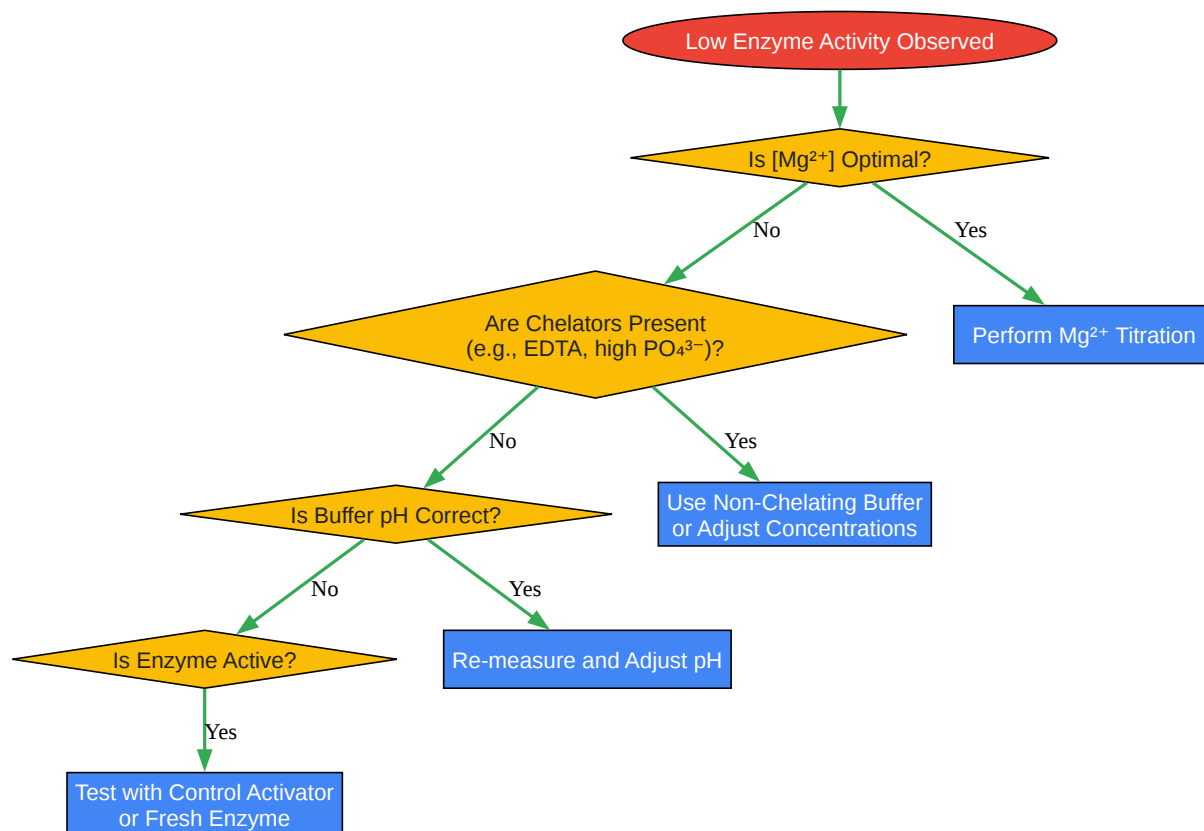 Low Enzyme Activity Observed
Is [Mg²⁺] Optimal?
No
Yes
Are Chelators Present
(e.g., EDTA, high PO₄³⁻)?
Perform Mg²⁺ Titration
No
Yes
Is Buffer pH Correct?
Use Non-Chelating Buffer
or Adjust Concentrations
No
Yes
Is Enzyme Active?
Re-measure and Adjust pH
Yes
Test with Control Activator
or Fresh Enzyme